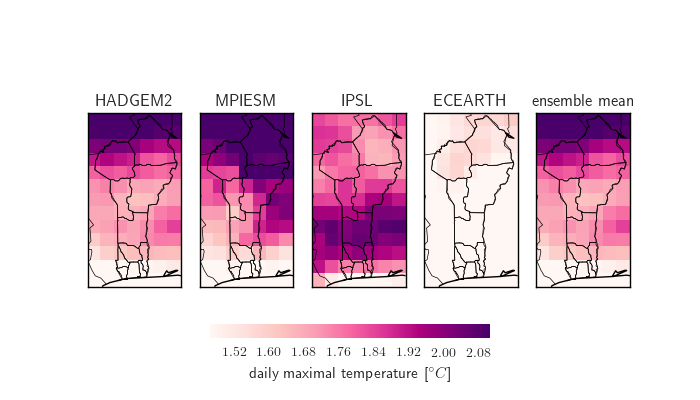 HADGEM2 MPIESM IPSL ECEARTH ensemble mean
1.52 1.60 1.68 1.76 1.84 1.92 2.00 2.08
daily maximal temperature [°C]